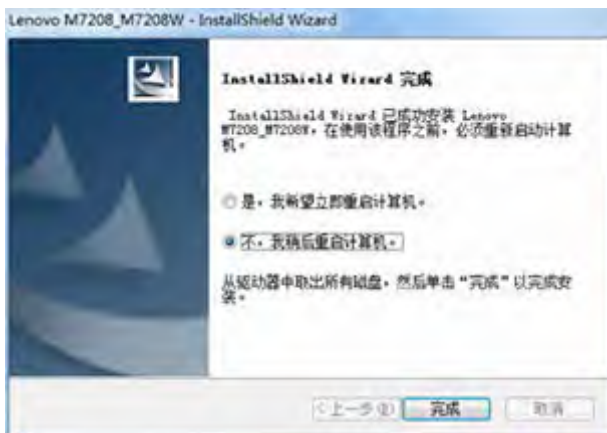 Lenovo M7208_M7208W - InstallShield Wizard
InstallShield Wizard 完成
InstallShield Wizard 已成功安装 Lenovo
M7208_M7208W。在使用该程序之前，必须重新启动计算
机。
是，我希望立即重启计算机。
不，我稍后重启计算机。
从驱动器中取出所有磁盘，然后单击“完成”以完成安
装。
<上一步(B)
完成
取消